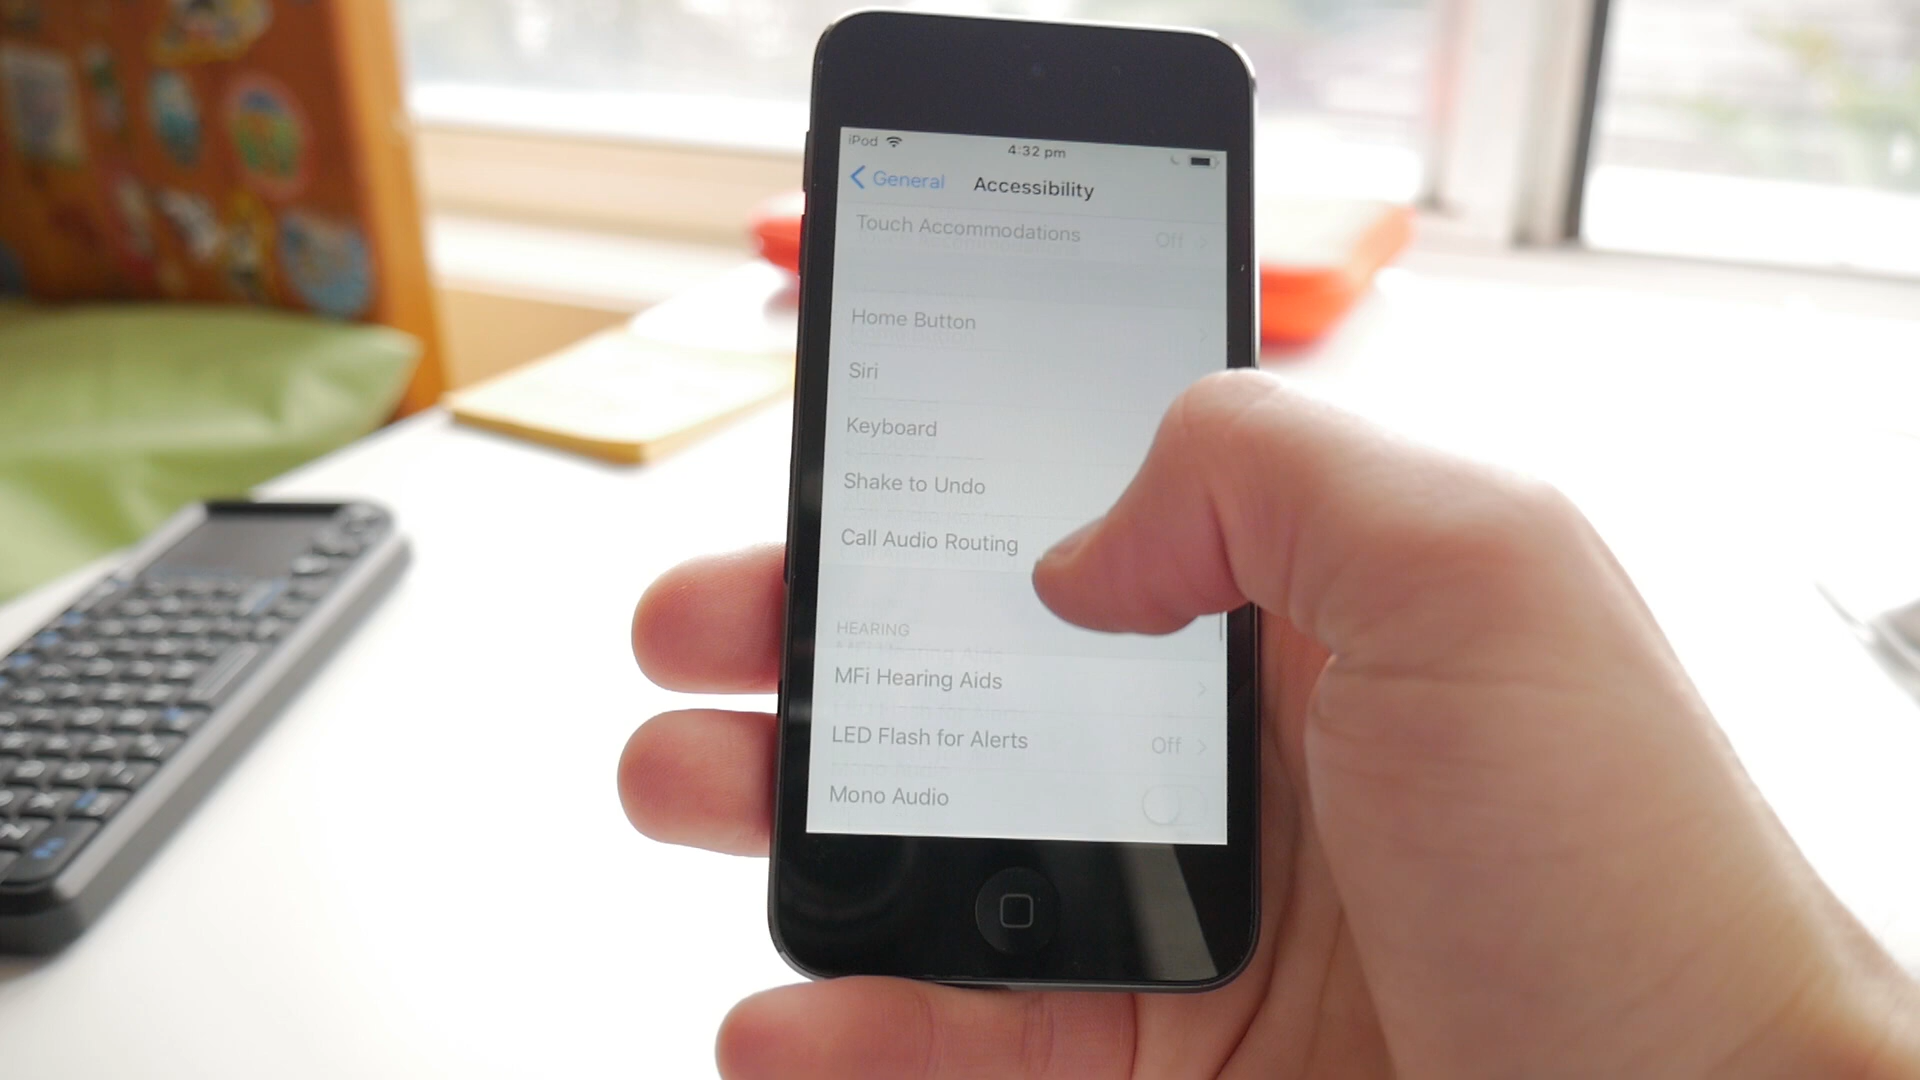 iPod
4:32 pm
General
Accessibility
Touch Accommodations Off
Home Button
Siri
Keyboard
Shake to Undo
Call Audio Routing
HEARING
MFi Hearing Aids
LED Flash for Alerts Off
Mono Audio